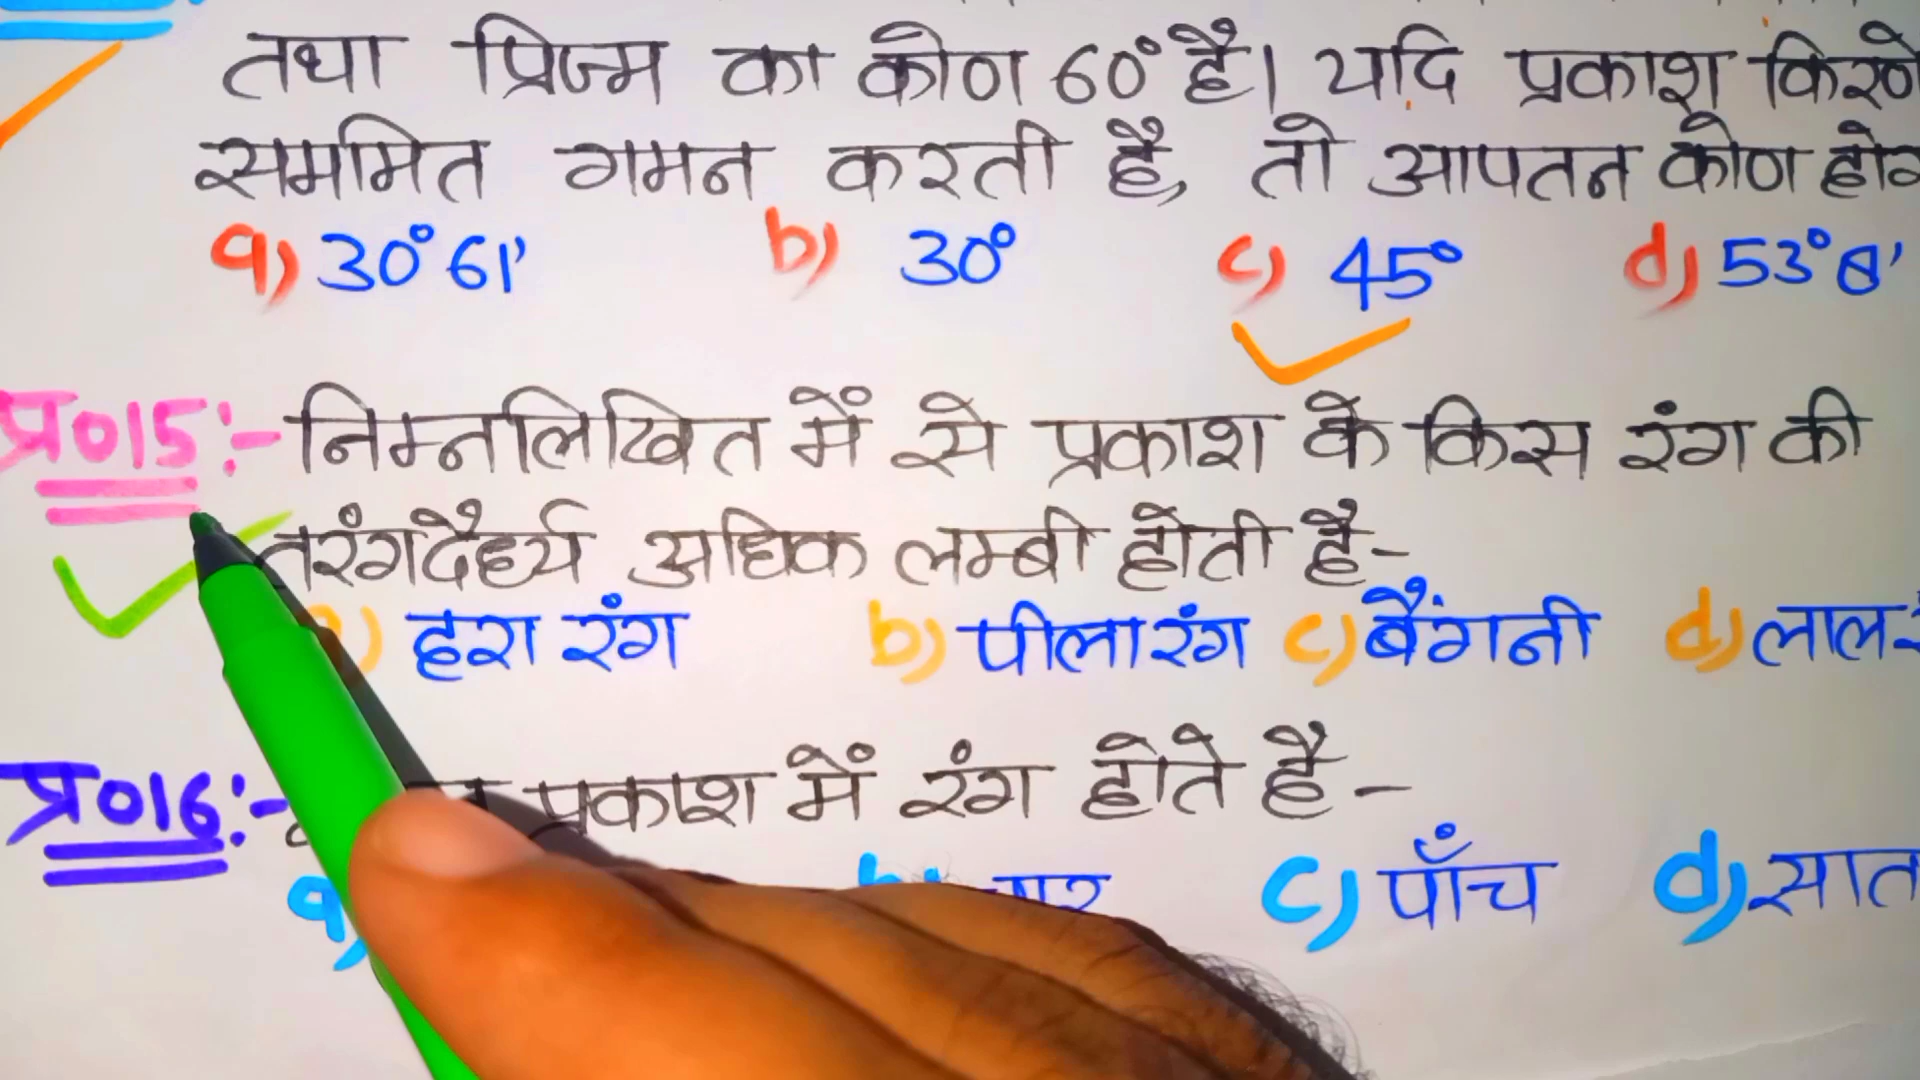 तथा प्रिज्म का कोण 60° है। यदि प्रकाश किरणे
सममित गमन करती है, तो आपतन कोण
a) 30° 61' b) 30° c) 45° d) 53° 8'
प्र015:- निम्नलिखित में से प्रकाश के किस रंग की
तरंगदैर्ध्य अधिक लम्बी होती है-
) हरा रंग b) पीला रंग c) बैंगनी d) लाल
प्र016:- प्रकाश में रंग होते है-
a) b) चार c) पाँच d) सात